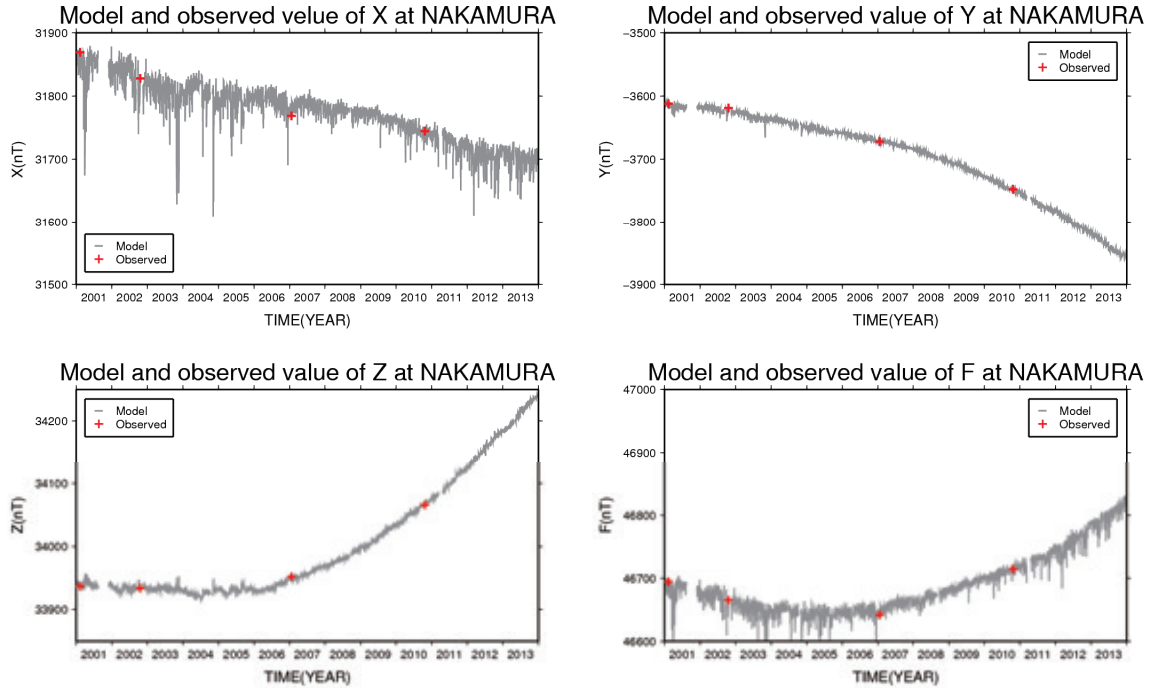 Model and observed velue of X at NAKAMURA
31900
31800
31700
31600
31500
X(nT)
Model
Observed
2001 2002 2003 2004 2005 2006 2007 2008 2009 2010 2011 2012 2013
TIME(YEAR)
Model and observed value of Y at NAKAMURA
−3500
−3600
−3700
−3800
−3900
Y(nT)
Model
Observed
2001 2002 2003 2004 2005 2006 2007 2008 2009 2010 2011 2012 2013
TIME(YEAR)
Model and observed value of Z at NAKAMURA
34200
34100
34000
33900
Z(nT)
Model
Observed
2001 2002 2003 2004 2005 2006 2007 2008 2009 2010 2011 2012 2013
TIME(YEAR)
Model and observed value of F at NAKAMURA
47000
46900
46800
46700
46600
F(nT)
Model
Observed
2001 2002 2003 2004 2005 2006 2007 2008 2009 2010 2011 2012 2013
TIME(YEAR)